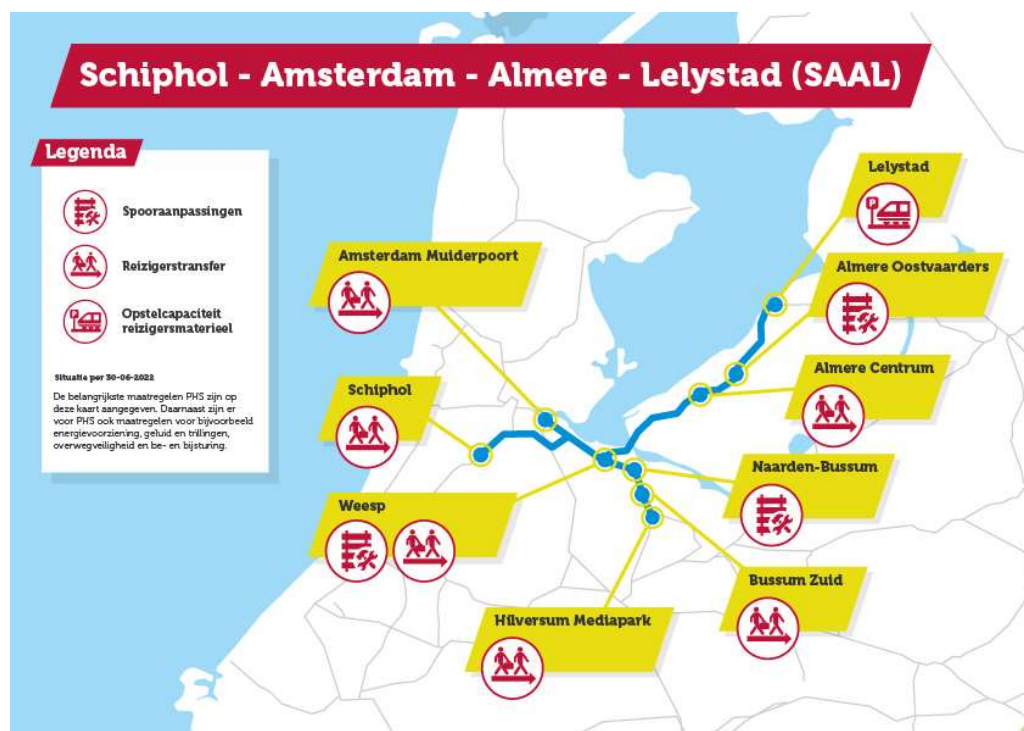 Schiphol - Amsterdam - Almere - Lelystad (SAAL)
Legenda
Spooraanpassingen
Reizigerstransfer
Opstelcapaciteit
reizigersmaterieel
Situatie per 30-06-2022
De belangrijkste maatregelen PHS zijn op
deze kaart aangegeven. Daarnaast zijn er
voor PHS ook maatregelen voor bijvoorbeeld
energievoorziening, geluid en trillingen,
overwegveiligheid en be- en bijsturing.
Lelystad
P
Amsterdam Muiderpoort
Almere Oostvaarders
Almere Centrum
Schiphol
Naarden-Bussum
Weesp
Bussum Zuid
Hilversum Mediapark